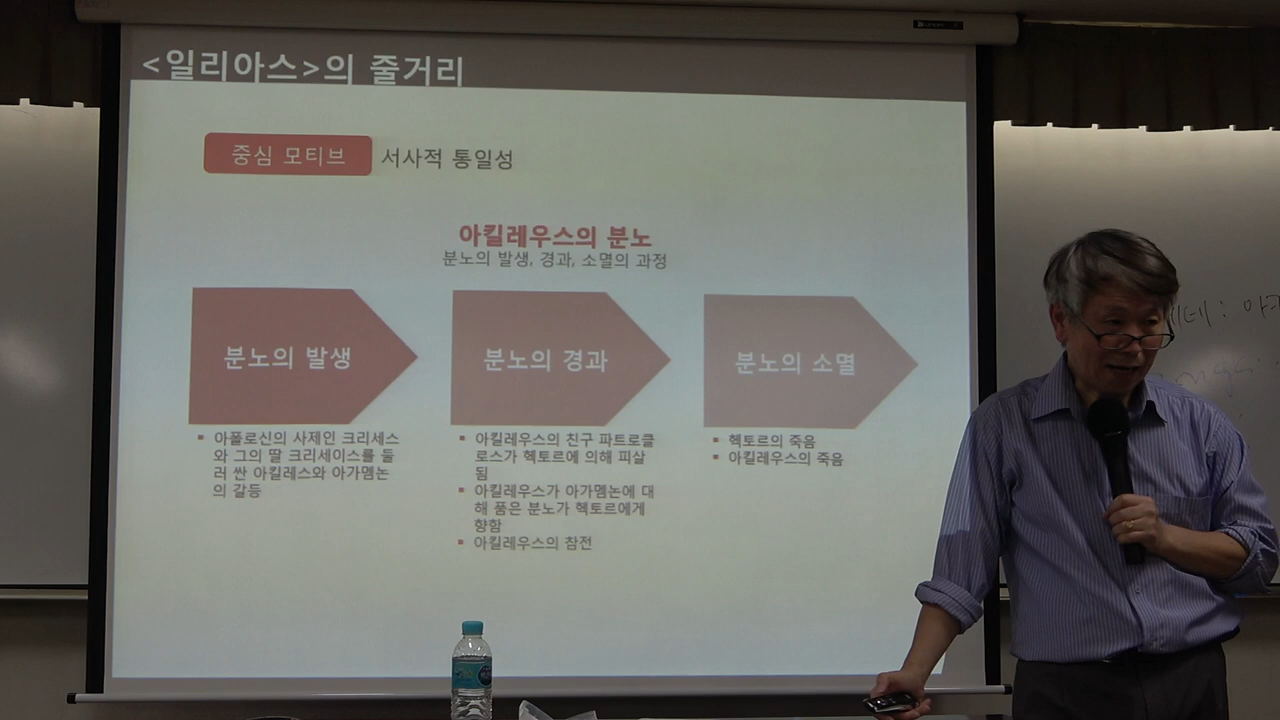 <일리아스>의 줄거리
중심 모티브 서사적 통일성
아킬레우스의 분노
분노의 발생, 경과, 소멸의 과정
분노의 발생
아폴로신의 사제인 크리세스
와 그의 딸 크리세이스를 둘
러 싼 아킬레스와 아가멤논
의 갈등
분노의 경과
아킬레우스의 친구 파트로클
로스가 헥토르에 의해 피살
됨
아킬레우스가 아가멤논에 대
해 품은 분노가 헥토르에게
향함
아킬레우스의 참전
분노의 소멸
헥토르의 죽음
아킬레우스의 죽음